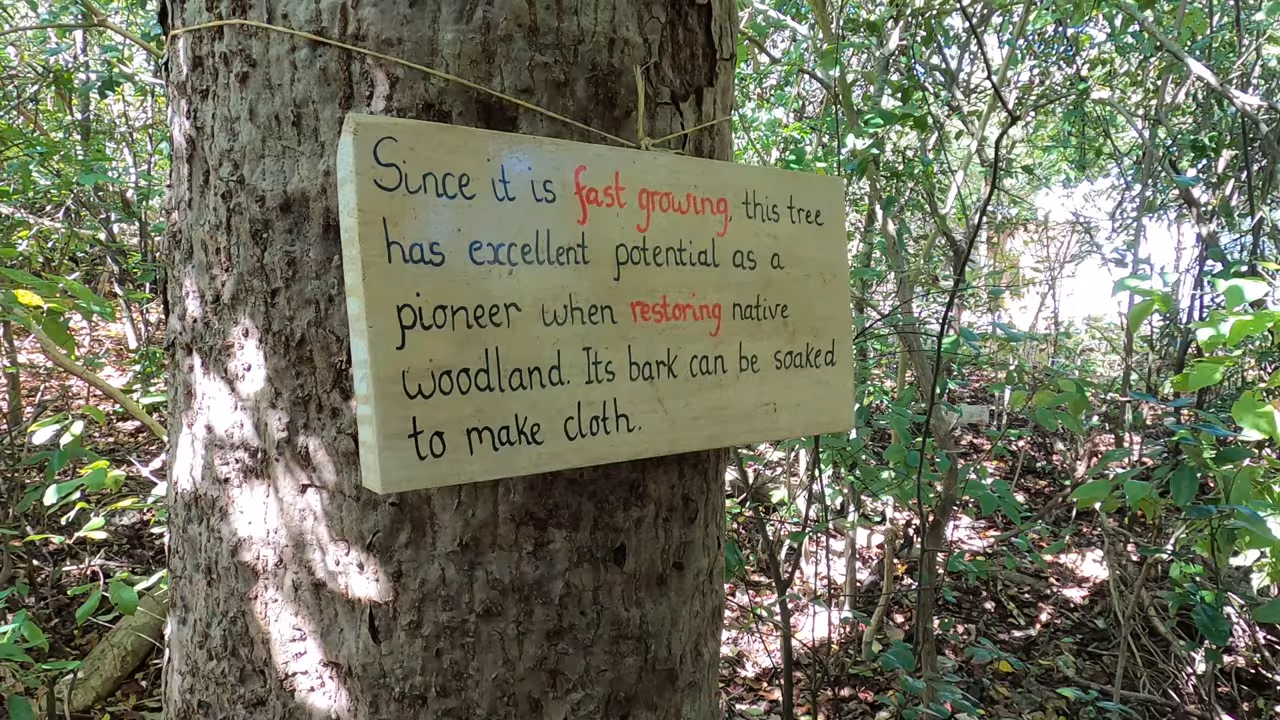 Since it is fast growing, this tree
has excellent potential as a
pioneer when restoring native
woodland. Its bark can be soaked
to make cloth.